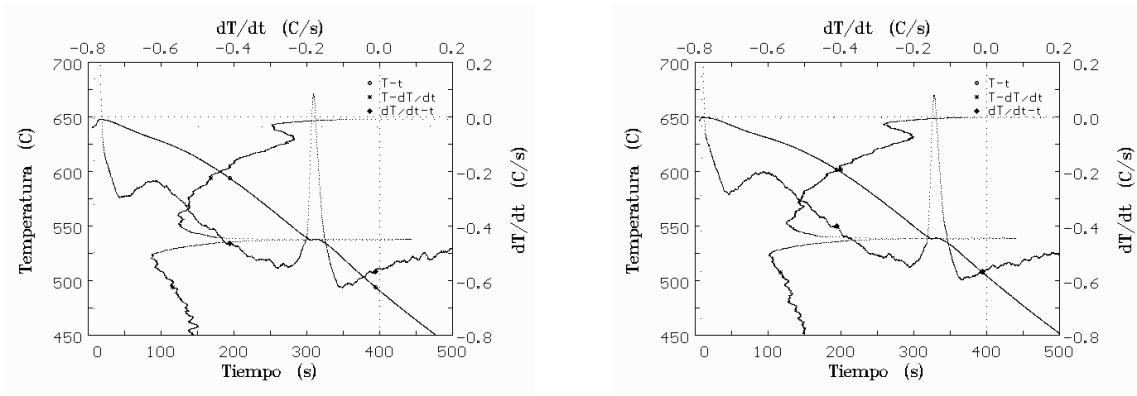 dT/dt (C/s)
-0.8 -0.6 -0.4 -0.2 0.0 0.2
700 0.2
T-t
T-dT/dt
dT/dt-t
650 0.0
600 -0.2
550 -0.4
500 -0.6
450 -0.8
0 100 200 300 400 500
Tiempo (s)
Temperatura (C)
dT/dt (C/s)
dT/dt (C/s)
-0.8 -0.6 -0.4 -0.2 0.0 0.2
700 0.2
T-t
T-dT/dt
dT/dt-t
650 0.0
600 -0.2
550 -0.4
500 -0.6
450 -0.8
0 100 200 300 400 500
Tiempo (s)
Temperatura (C)
dT/dt (C/s)